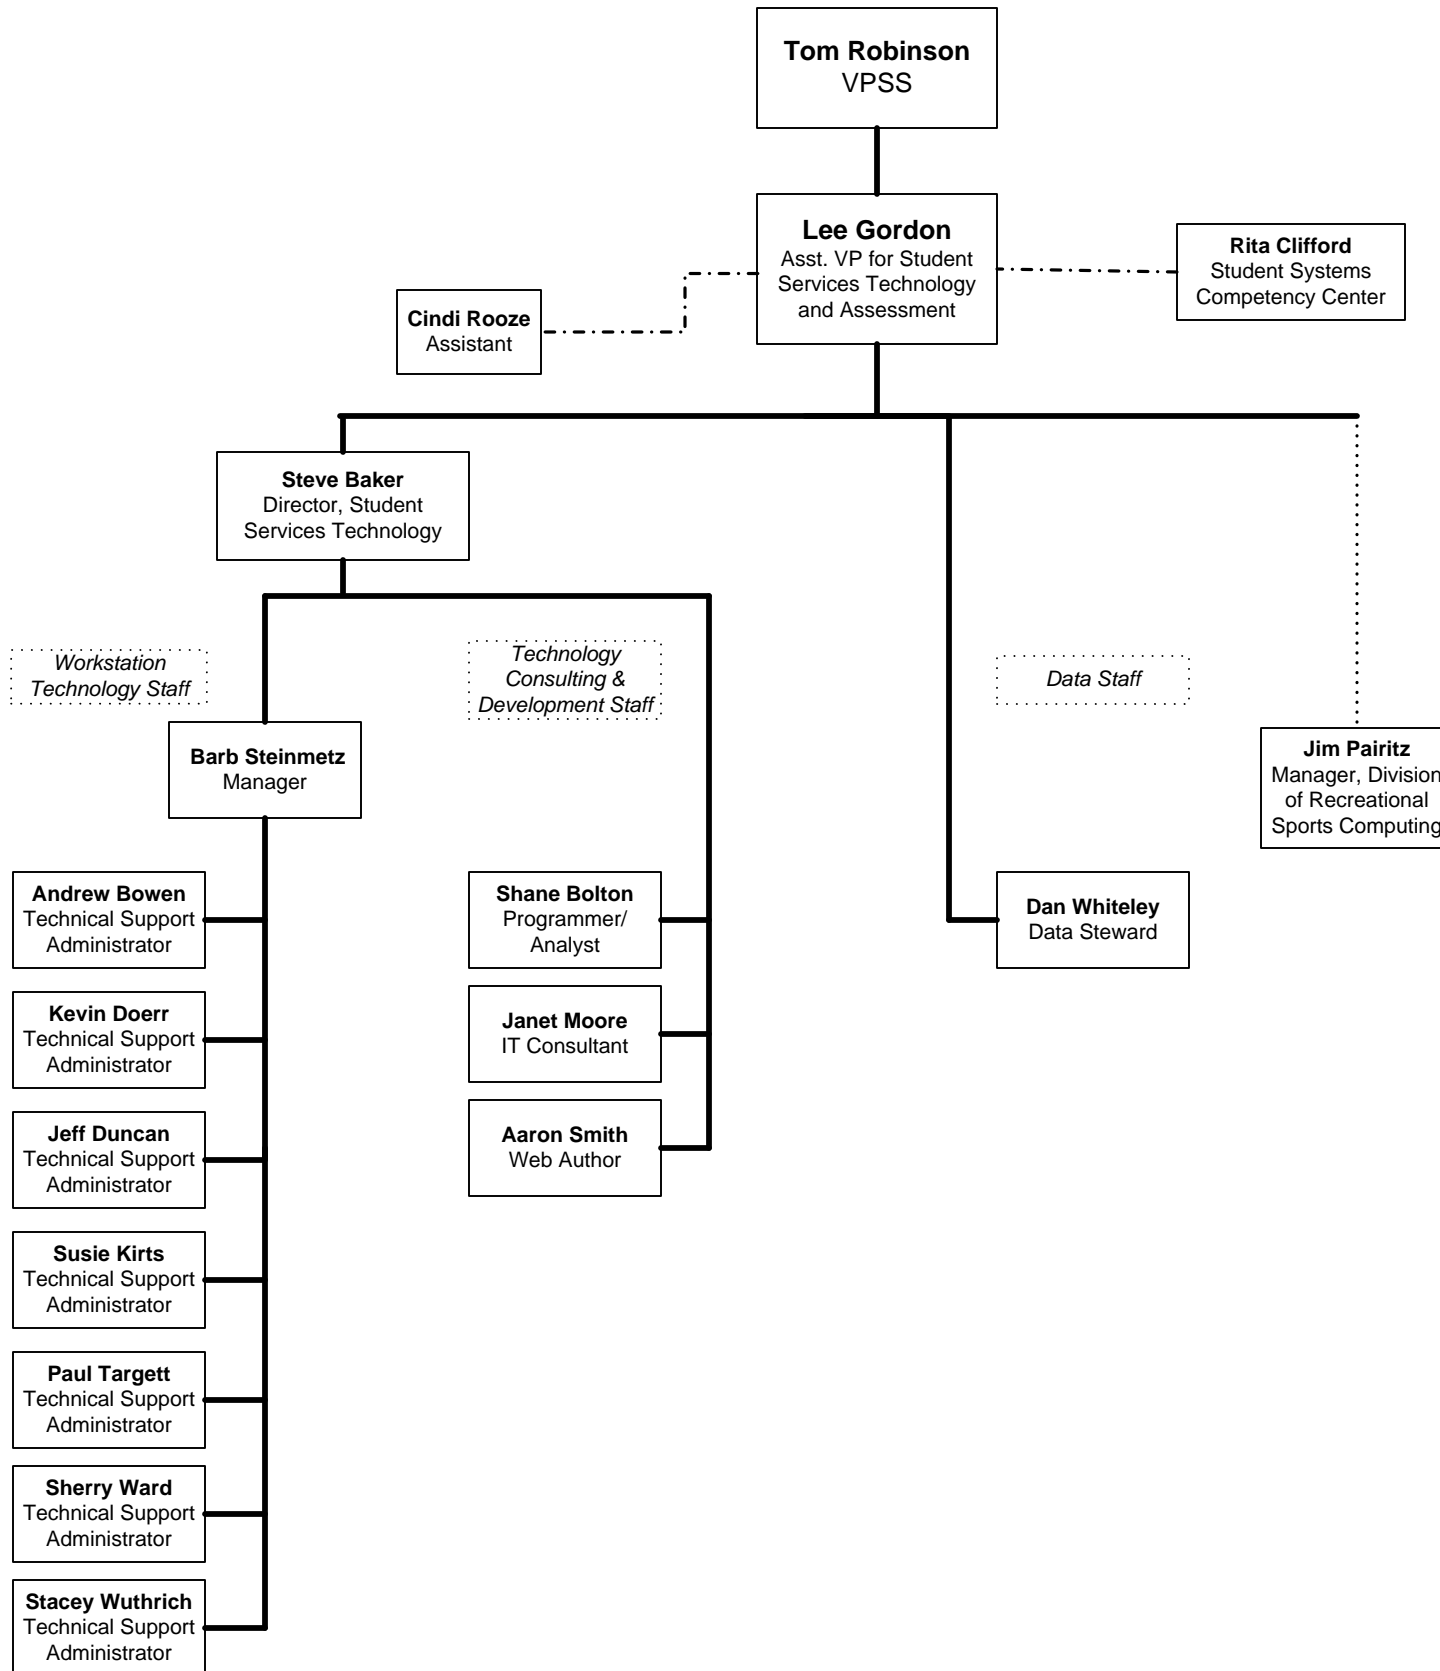 Tom Robinson
VPSS
Lee Gordon
Asst. VP for Student
Services Technology
and Assessment
Rita Clifford
Student Systems
Competency Center
Cindi Rooze
Assistant
Steve Baker
Director, Student
Services Technology
Workstation
Technology Staff
Technology
Consulting &
Development Staff
Data Staff
Barb Steinmetz
Manager
Jim Pairitz
Manager, Division
of Recreational
Sports Computing
Andrew Bowen
Technical Support
Administrator
Shane Bolton
Programmer/
Analyst
Dan Whiteley
Data Steward
Kevin Doerr
Technical Support
Administrator
Janet Moore
IT Consultant
Jeff Duncan
Technical Support
Administrator
Aaron Smith
Web Author
Susie Kirts
Technical Support
Administrator
Paul Targett
Technical Support
Administrator
Sherry Ward
Technical Support
Administrator
Stacey Wuthrich
Technical Support
Administrator